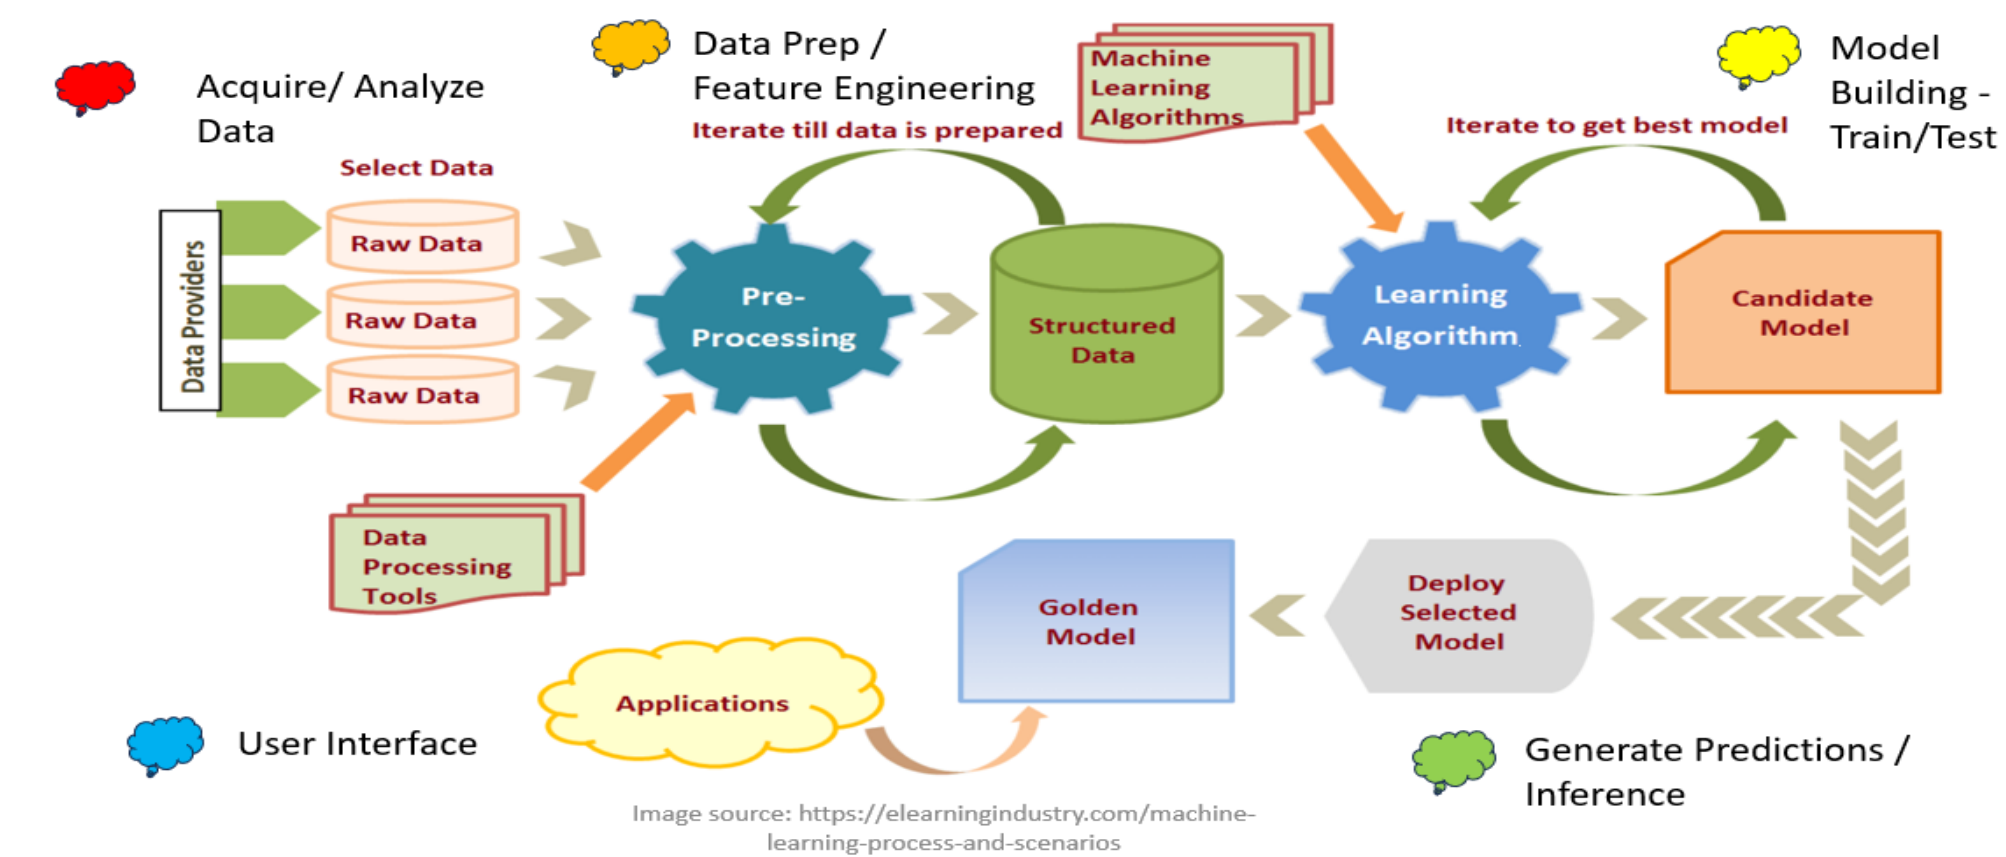 Acquire/ Analyze
Data
Data Prep /
Feature Engineering
Iterate till data is prepared
Machine
Learning
Algorithms
Iterate to get best model
Model
Building -
Train/Test
Select Data
Data Providers
Raw Data
Raw Data
Raw Data
Pre-
Processing
Structured
Data
Learning
Algorithm
Candidate
Model
Data
Processing
Tools
Golden
Model
Deploy
Selected
Model
Applications
User Interface
Generate Predictions /
Inference
Image source: https://elearningindustry.com/machine-
learning-process-and-scenarios